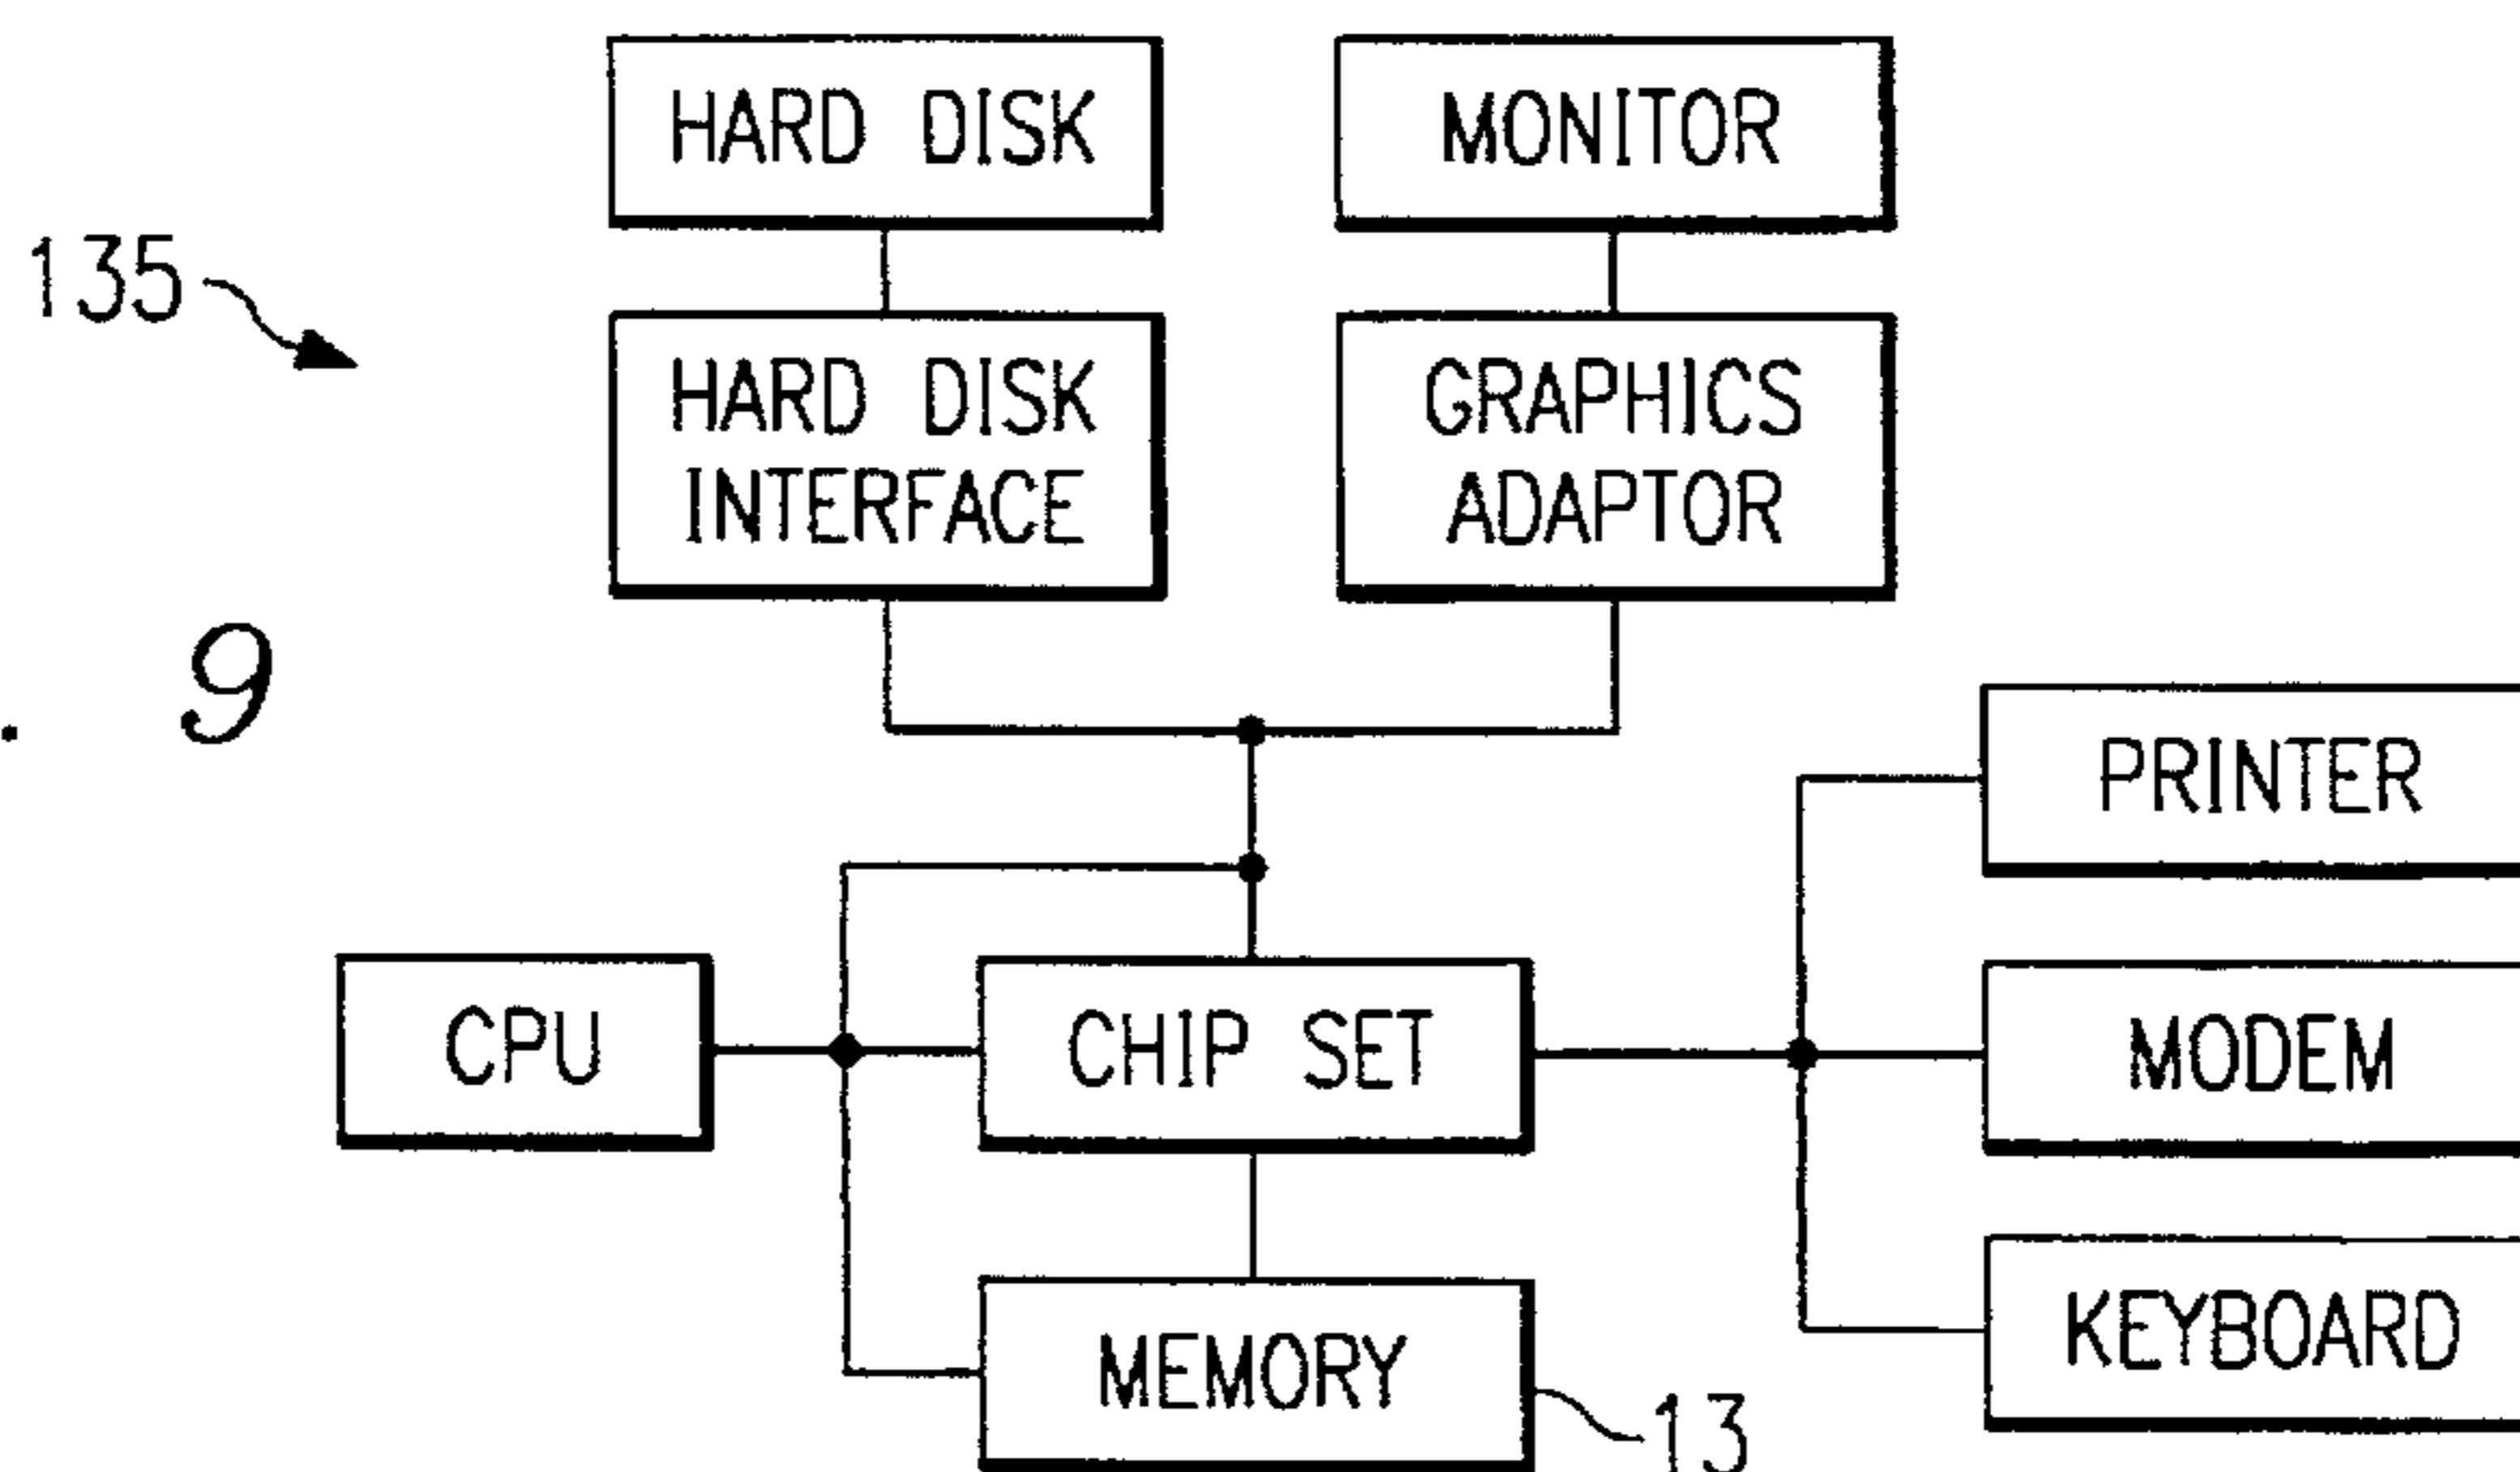 HARD DISK
MONITOR
135
HARD DISK
INTERFACE
GRAPHICS
ADAPTOR
. 9
PRINTER
CPU
CHIP SET
MODEM
MEMORY
KEYBOARD
13